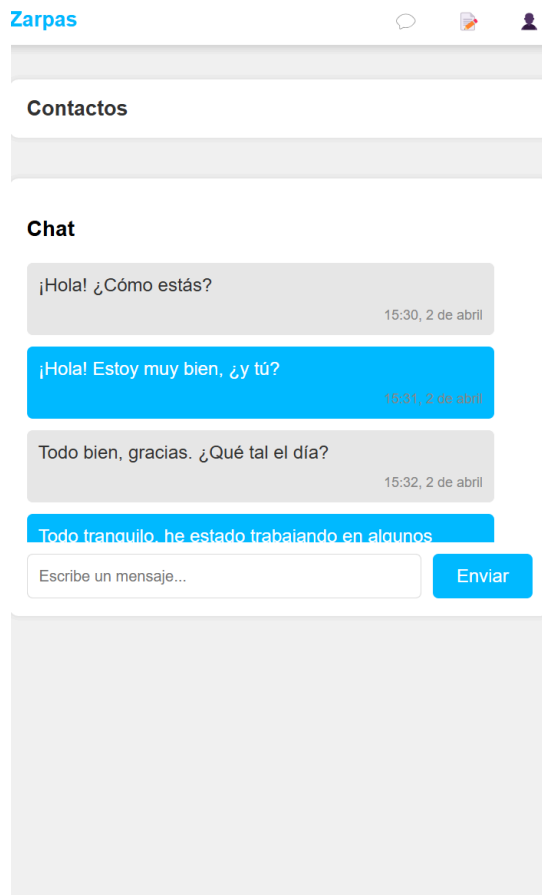 Zarpas
Contactos
Chat
¡Hola! ¿Cómo estás?
15:30, 2 de abril
¡Hola! Estoy muy bien, ¿y tú?
15:31, 2 de abril
Todo bien, gracias. ¿Qué tal el día?
15:32, 2 de abril
Todo tranquilo, he estado trabajando en algunos
Escribe un mensaje...
Enviar